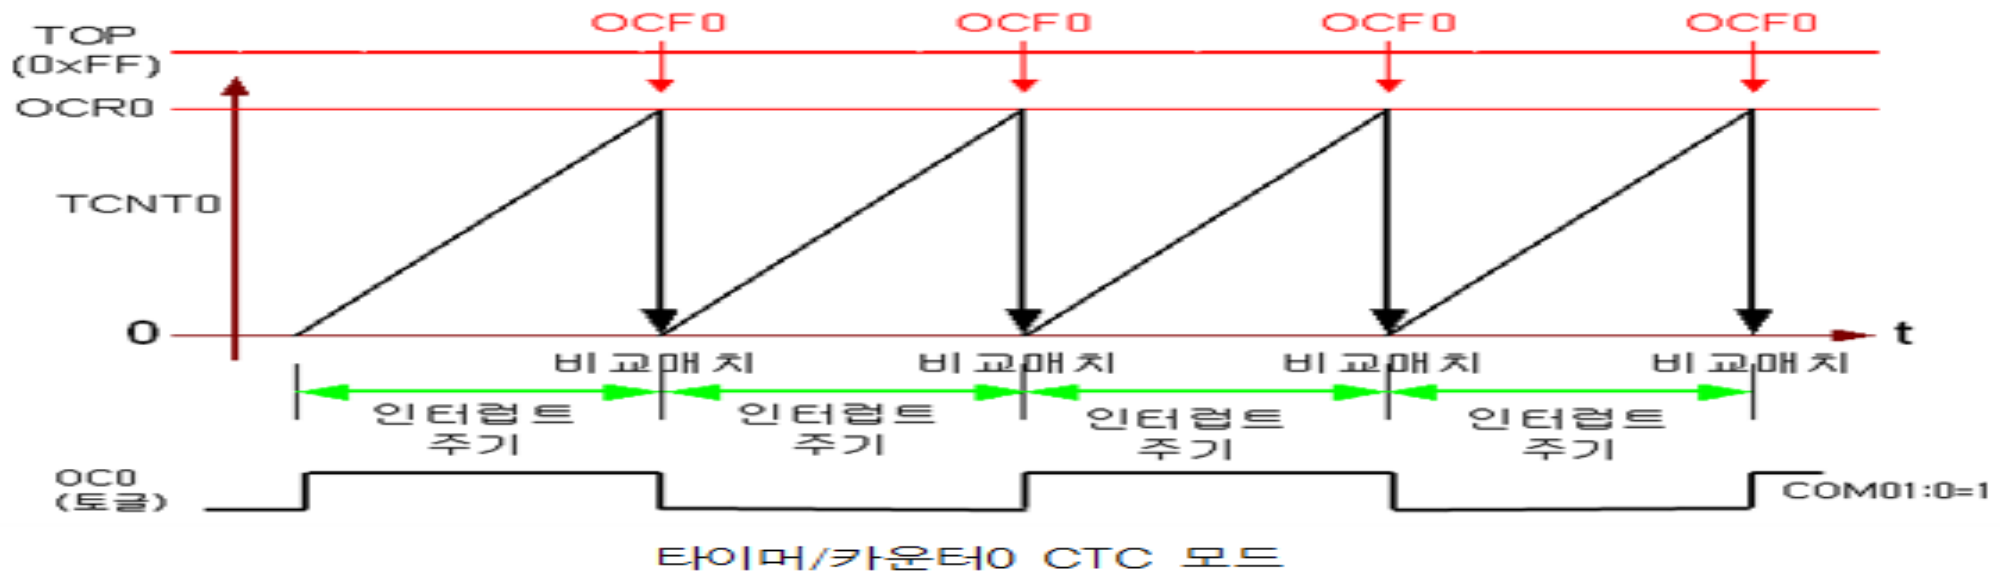 OCF0 OCF0 OCF0 OCF0
TOP
(0xFF)
OCR0
TCNT0
0
t
비교매치 비교매치 비교매치 비교매치
인터럽트 인터럽트 인터럽트 인터럽트
주기 주기 주기 주기
OC0
(토글)
COM01:0=1
타이머/카운터0 CTC 모드